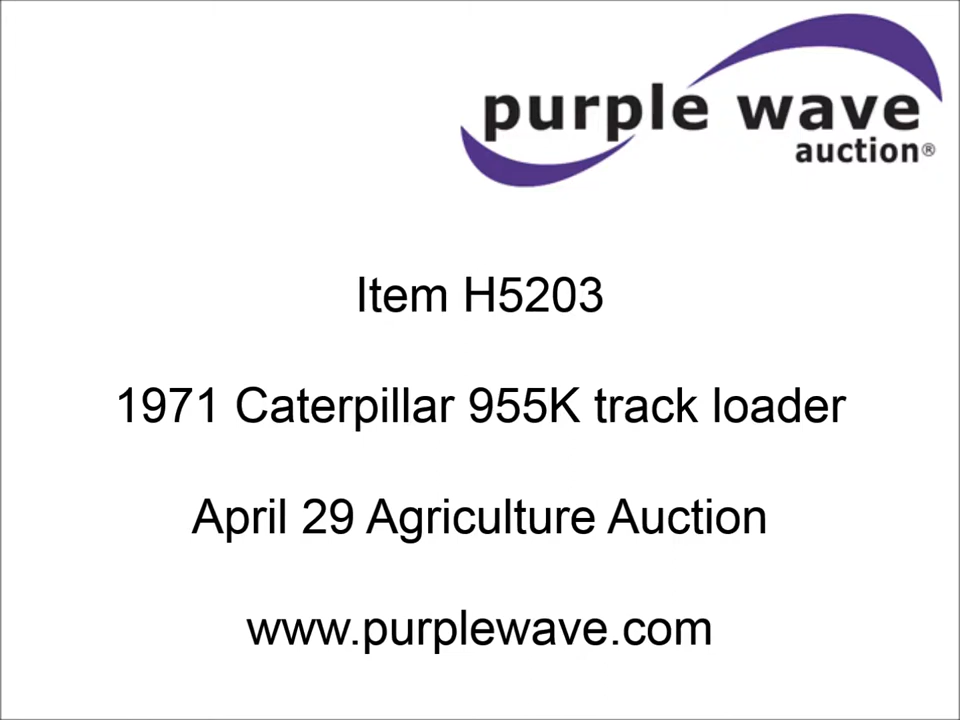 purple wave
auction®
Item H5203
1971 Caterpillar 955K track loader
April 29 Agriculture Auction
www.purplewave.com